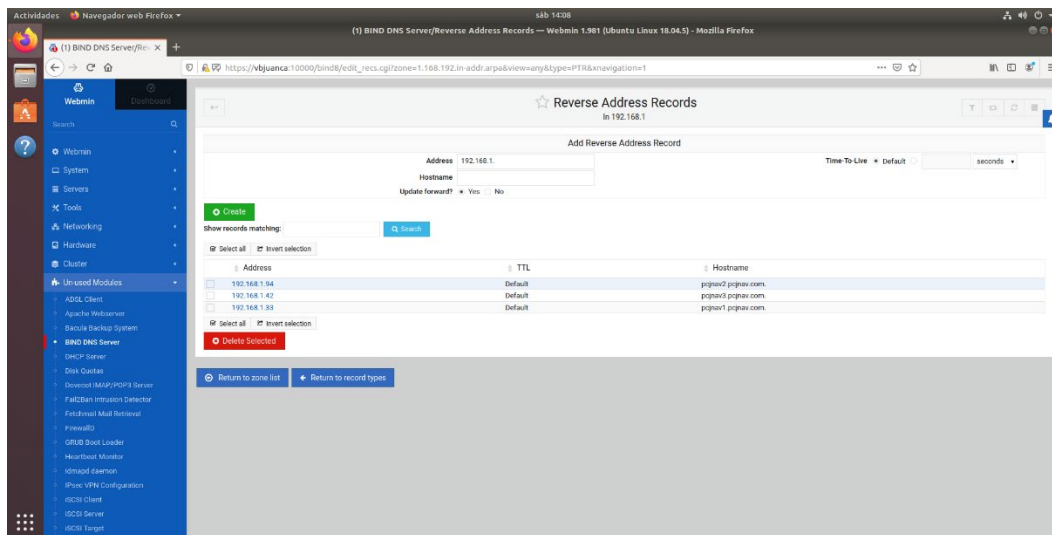 Actividades Navegador web Firefox sáb 14:08
(1) BIND DNS Server/Reverse Address Records — Webmin 1.981 (Ubuntu Linux 18.04.5) - Mozilla Firefox
(1) BIND DNS Server/Rev
https://vbjuanca:10000/bind8/edit_recs.cgi?zone=1.168.192.in-addr.arpa&view=any&type=PTR&xnavigation=1
Webmin Dashboard
Search
Webmin
System
Servers
Tools
Networking
Hardware
Cluster
Un-used Modules
ADSL Client
Apache Webserver
Bacula Backup System
BIND DNS Server
DHCP Server
Disk Quotas
Dovecot IMAP/POP3 Server
Fail2Ban Intrusion Detector
Fetchmail Mail Retrieval
FirewallD
GRUB Boot Loader
Heartbeat Monitor
idmapd daemon
IPsec VPN Configuration
iSCSI Client
iSCSI Server
iSCSI Target
Reverse Address Records
In 192.168.1
Add Reverse Address Record
Address 192.168.1. Time-To-Live Default seconds
Hostname
Update forward? Yes No
Create
Show records matching: Search
Select all Invert selection
Address TTL Hostname
192.168.1.94 Default pcjnav2.pcjnav.com.
192.168.1.42 Default pcjnav3.pcjnav.com.
192.168.1.33 Default pcjnav1.pcjnav.com.
Select all Invert selection
Delete Selected
Return to zone list Return to record types